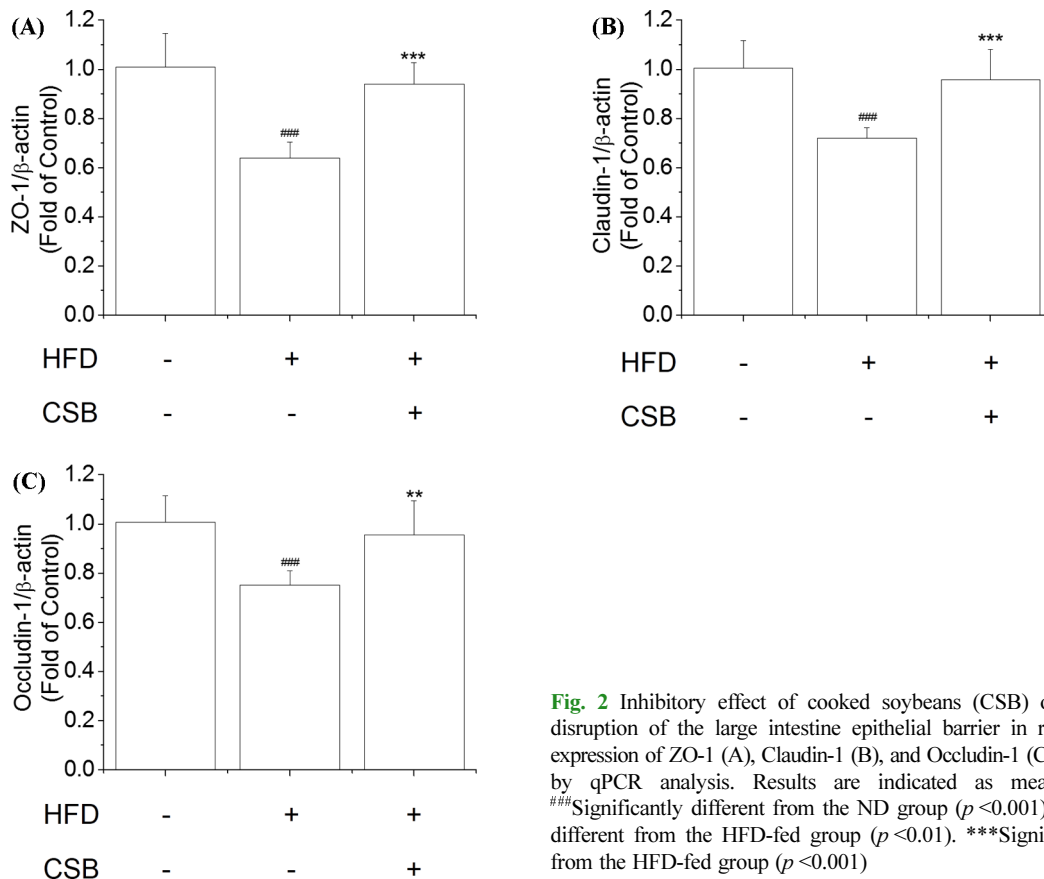 (A)
1.2
***
1.0
###
0.8
0.6
0.4
0.2
0.0
ZO-1/β-actin
(Fold of Control)
HFD - + +
CSB - - +
(B)
1.2
***
1.0
###
0.8
0.6
0.4
0.2
0.0
Claudin-1/β-actin
(Fold of Control)
HFD - + +
CSB - - +
(C)
1.2
**
1.0
###
0.8
0.6
0.4
0.2
0.0
Occludin-1/β-actin
(Fold of Control)
HFD - + +
CSB - - +
Fig. 2 Inhibitory effect of cooked soybeans (CSB)
disruption of the large intestine epithelial barrier in
expression of ZO-1 (A), Claudin-1 (B), and Occludin-1
by qPCR analysis. Results are indicated as
###Significantly different from the ND group (p <0.001)
different from the HFD-fed group (p <0.01).
from the HFD-fed group (p <0.001)